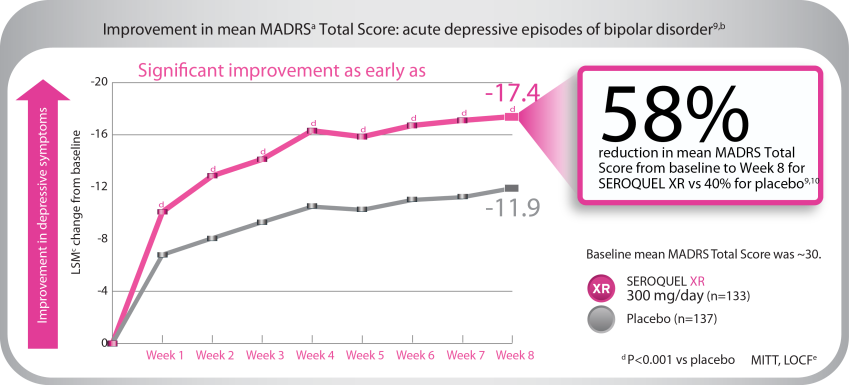 Improvement in mean MADRSᵃ Total Score: acute depressive episodes of bipolar disorder⁹,ᵇ
Improvement in depressive symptoms
LSMᶜ change from baseline
Significant improvement as early as
-20
-16
-12
-8
-4
0
d
d
d
d
d
d
d
d
-17.4
-11.9
Week 1
Week 2
Week 3
Week 4
Week 5
Week 6
Week 7
Week 8
58%
reduction in mean MADRS Total
Score from baseline to Week 8 for
SEROQUEL XR vs 40% for placebo⁹,¹⁰
Baseline mean MADRS Total Score was ~30.
XR
SEROQUEL XR
300 mg/day (n=133)
Placebo (n=137)
ᵈ P<0.001 vs placebo MITT, LOCFᵉ